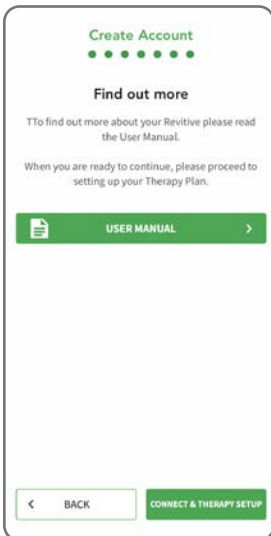 Create Account
Find out more
TTo find out more about your Revitive please read
the User Manual.
When you are ready to continue, please proceed to
setting up your Therapy Plan.
USER MANUAL
BACK
CONNECT & THERAPY SETUP